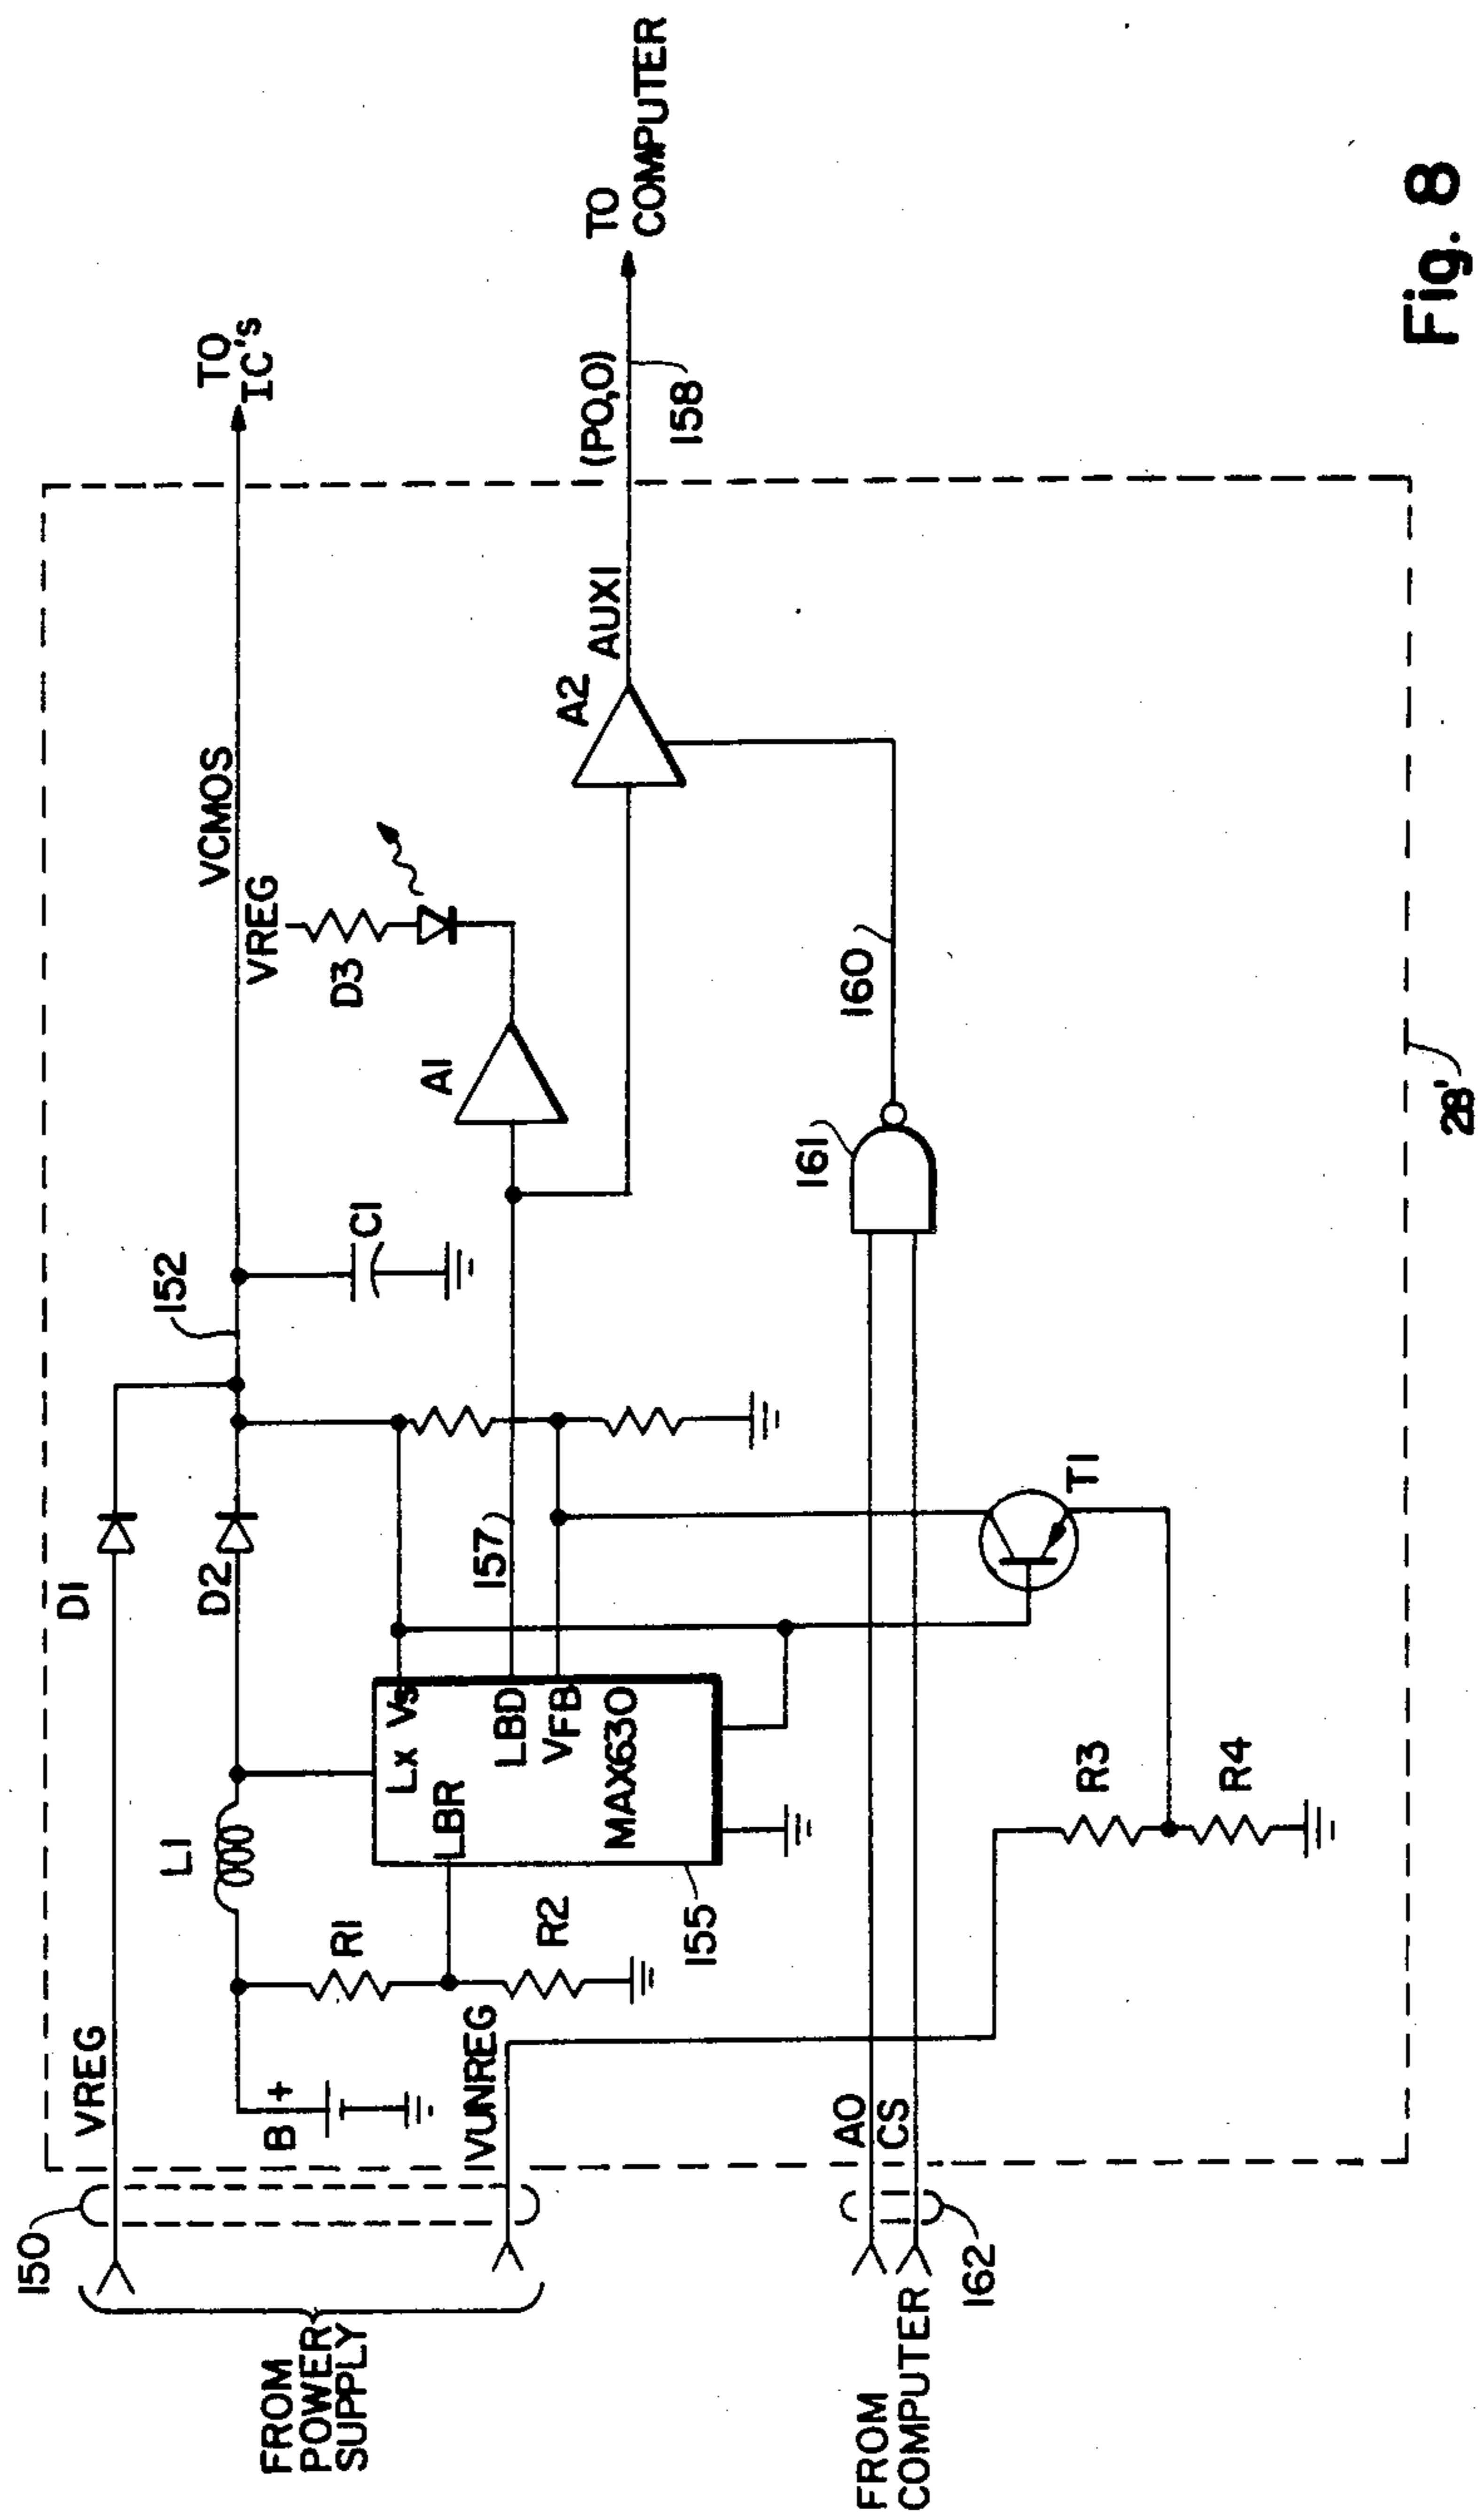 150
VREG
D1
152
TO
IC's
FROM
POWER
SUPPLY
B +
L1
D2
VCMOS
VREG
R1
Lx Vs
LBR
C1
D3
A1
VUNREG
R2
LBD
VFB
MAX630
157
A2
AUX1
(P0,0)
158
TO
COMPUTER
155
FROM
COMPUTER
A0
CS
162
161
160
T1
R3
R4
28'
Fig. 8